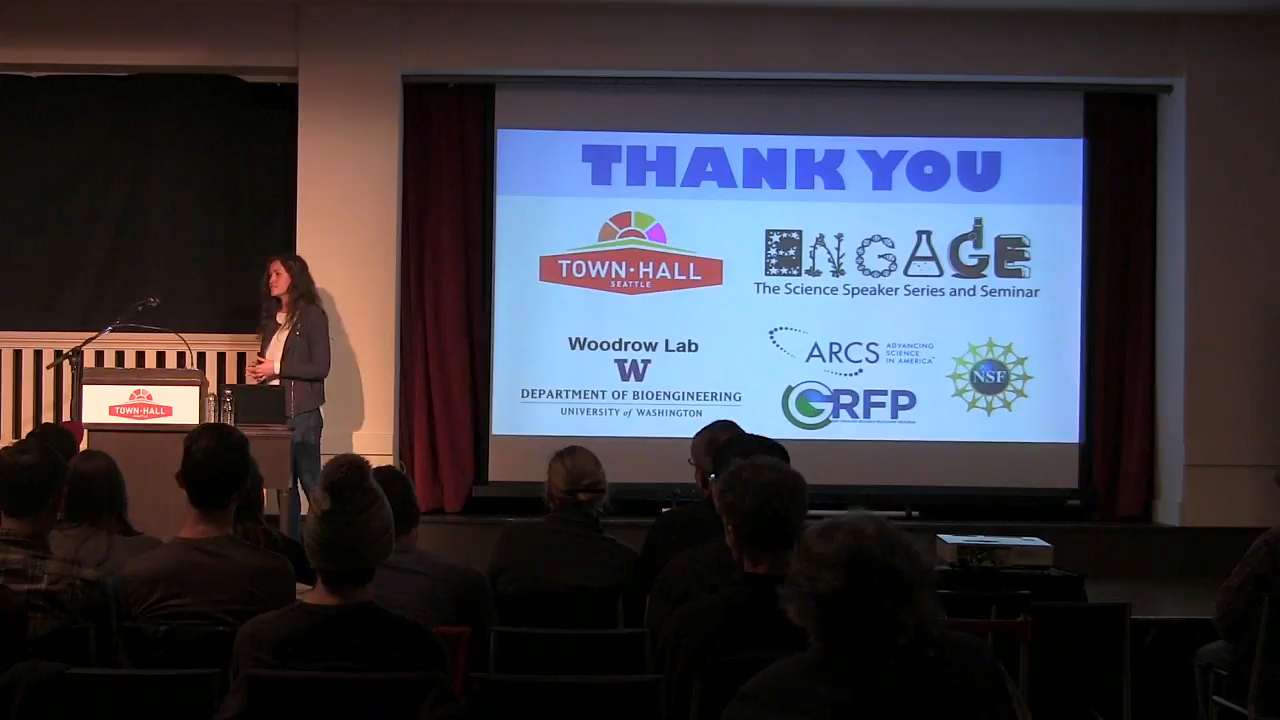 THANK YOU
TOWN·HALL
SEATTLE
ENGAGE
The Science Speaker Series and Seminar
Woodrow Lab
W
DEPARTMENT OF BIOENGINEERING
UNIVERSITY of WASHINGTON
ARCS
ADVANCING
SCIENCE
IN AMERICA
GRFP
NSF
TOWN·HALL
SEATTLE